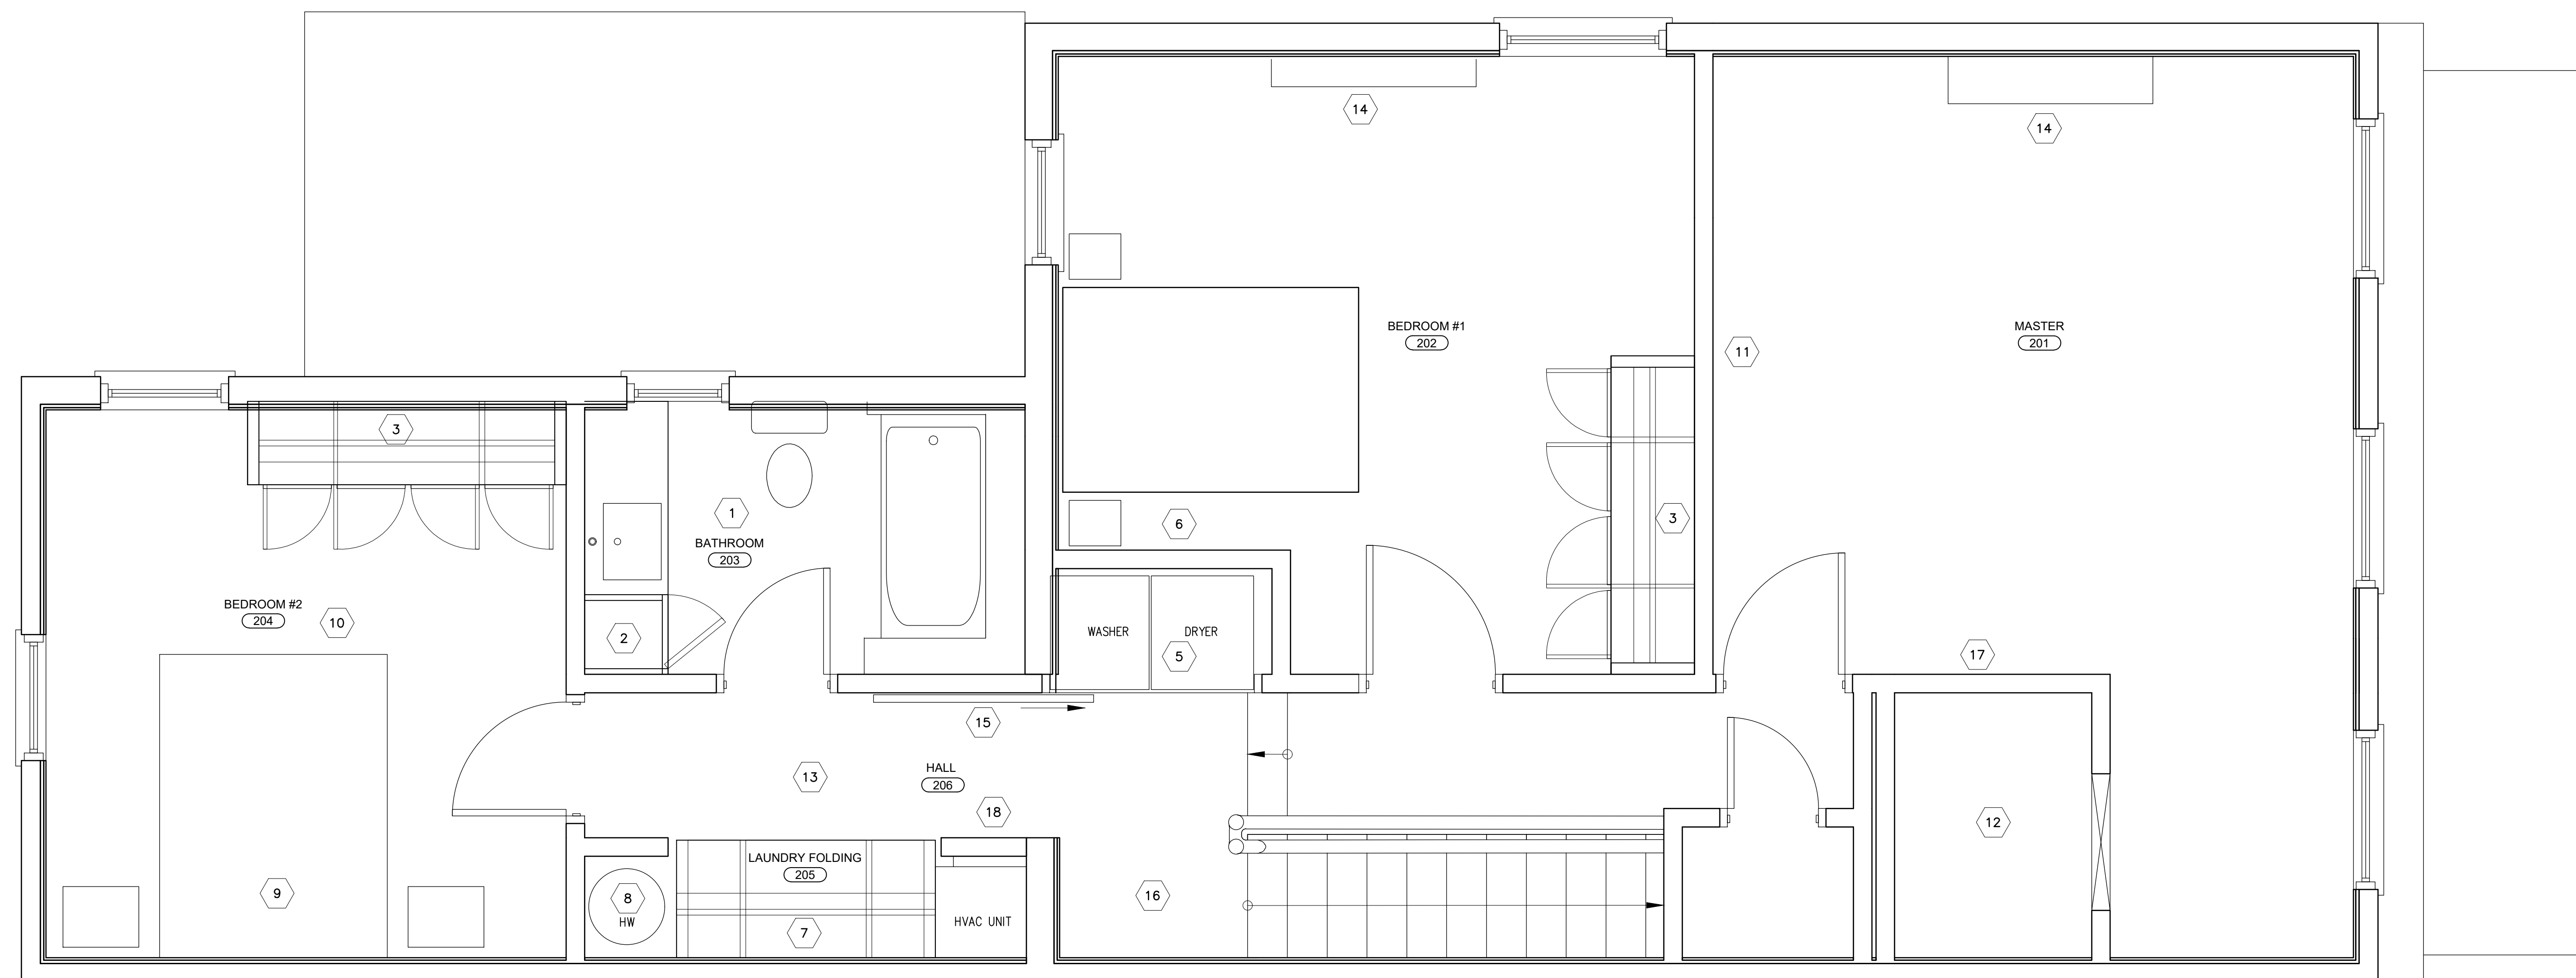 14
14
BEDROOM #1
202
MASTER
201
11
3
3
1
6
BATHROOM
203
BEDROOM #2
204
10
2
WASHER
DRYER
5
17
15
HALL
206
13
18
12
LAUNDRY FOLDING
205
9
8
HW
7
HVAC UNIT
16